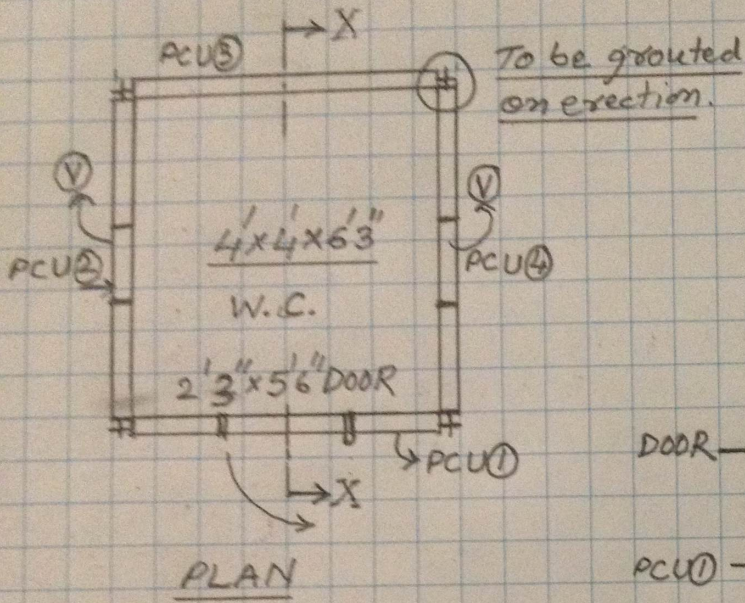 X
PCU③
To be grouted
on erection.
Ⓥ
Ⓥ
4'x4'x6'3"
PCU②
PCU④
W.C.
2'3"x5'6" DOOR
PCU①
DOOR
X
PLAN
PCU①